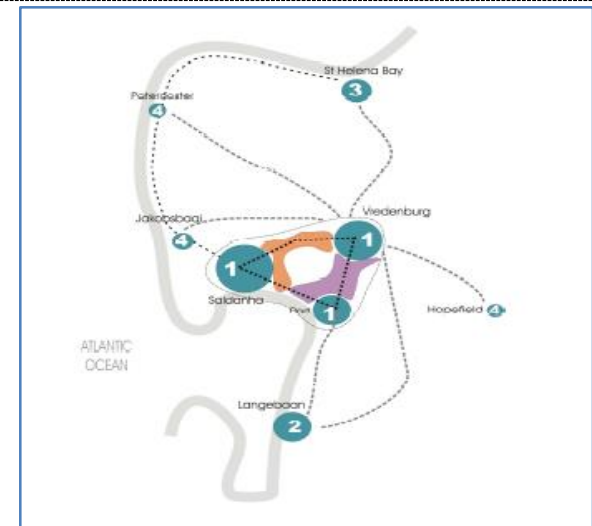 St Helena Bay
3
Paternoster
4
Vredenburg
1
Jakobsbaai
4
1
Saldanha
Port
1
Hopefield
4
ATLANTIC
OCEAN
Langebaan
2